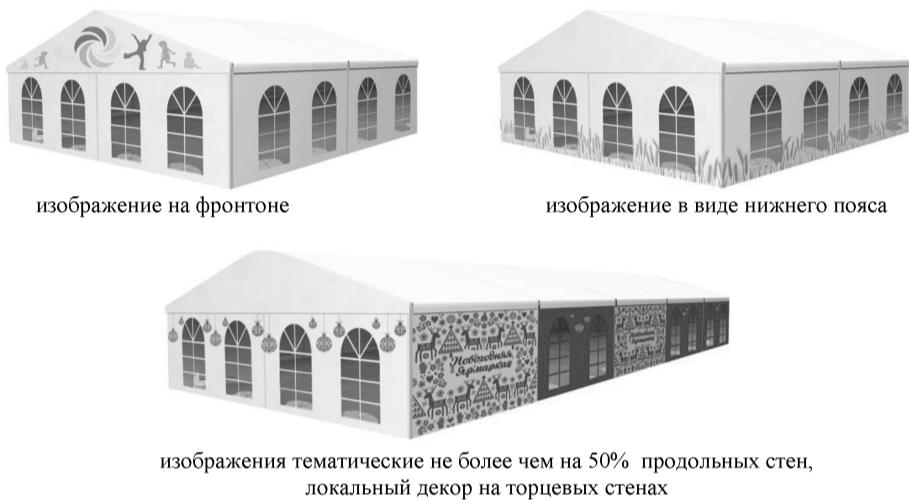 изображение на фронтоне
изображение в виде нижнего пояса
Новогодняя
Ярмарка
изображения тематические не более чем на 50% продольных стен,
локальный декор на торцевых стенах